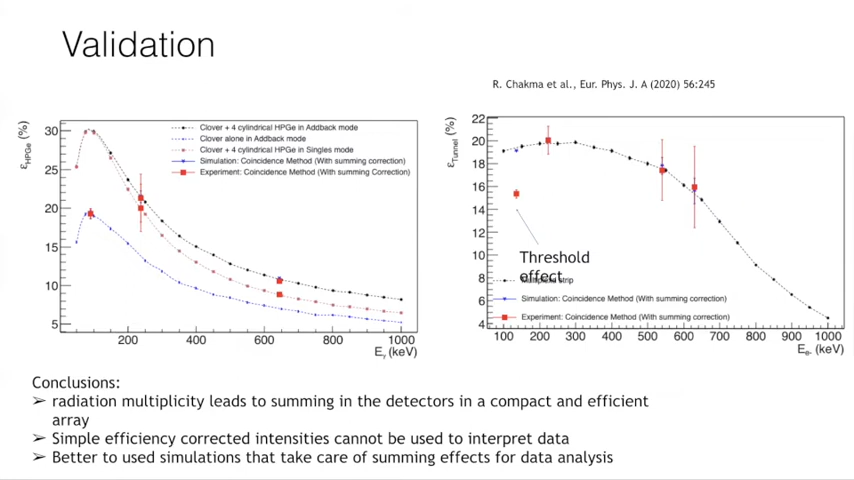 Validation
R. Chakma et al., Eur. Phys. J. A (2020) 56:245
εHPGe (%)
30
25
20
15
10
5
Clover + 4 cylindrical HPGe in Addback mode
Clover alone in Addback mode
Clover + 4 cylindrical HPGe in Singles mode
Simulation: Coincidence Method (With summing correction)
Experiment: Coincidence Method (With summing Correction)
0 200 400 600 800 1000
Eγ (keV)
εTunnel (%)
22
20
18
16
14
12
10
8
6
4
Threshold
effect
strip
Simulation: Coincidence Method (With summing correction)
Experiment: Coincidence Method (With summing correction)
100 200 300 400 500 600 700 800 900 1000
Ee- (keV)
Conclusions:
➢ radiation multiplicity leads to summing in the detectors in a compact and efficient
array
➢ Simple efficiency corrected intensities cannot be used to interpret data
➢ Better to used simulations that take care of summing effects for data analysis